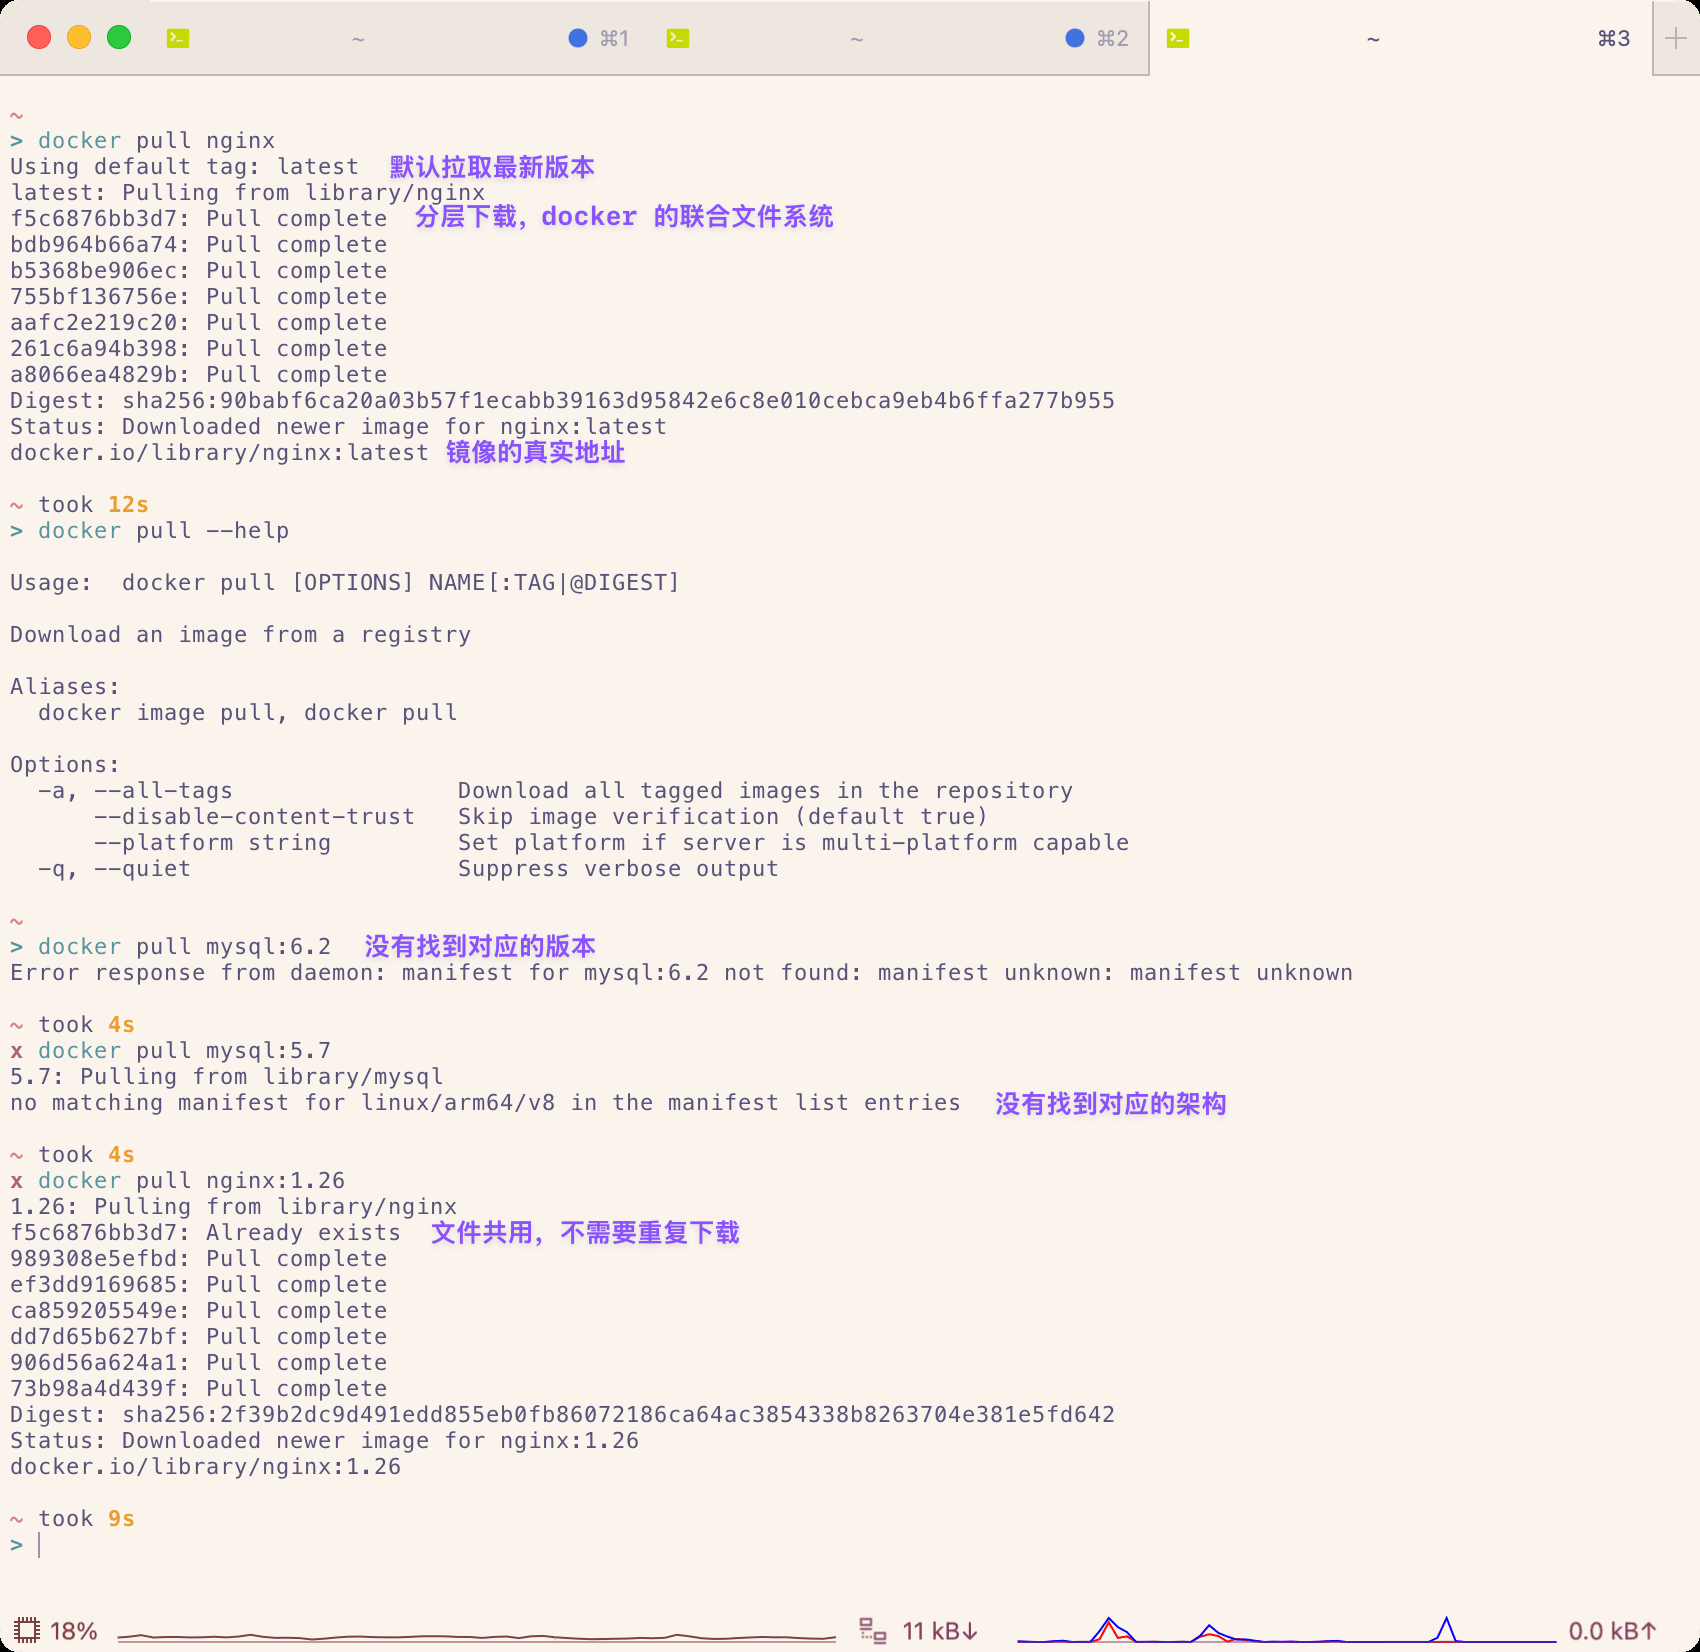 ~ ⌘1 ~ ⌘2 ~ ⌘3
~
> docker pull nginx
Using default tag: latest 默认拉取最新版本
latest: Pulling from library/nginx
f5c6876bb3d7: Pull complete 分层下载，docker 的联合文件系统
bdb964b66a74: Pull complete
b5368be906ec: Pull complete
755bf136756e: Pull complete
aafc2e219c20: Pull complete
261c6a94b398: Pull complete
a8066ea4829b: Pull complete
Digest: sha256:90babf6ca20a03b57f1ecabb39163d95842e6c8e010cebca9eb4b6ffa277b955
Status: Downloaded newer image for nginx:latest
docker.io/library/nginx:latest 镜像的真实地址
~ took 12s
> docker pull --help
Usage:  docker pull [OPTIONS] NAME[:TAG|@DIGEST]
Download an image from a registry
Aliases:
  docker image pull, docker pull
Options:
  -a, --all-tags                Download all tagged images in the repository
      --disable-content-trust   Skip image verification (default true)
      --platform string         Set platform if server is multi-platform capable
  -q, --quiet                   Suppress verbose output
~
> docker pull mysql:6.2 没有找到对应的版本
Error response from daemon: manifest for mysql:6.2 not found: manifest unknown: manifest unknown
~ took 4s
x docker pull mysql:5.7
5.7: Pulling from library/mysql
no matching manifest for linux/arm64/v8 in the manifest list entries 没有找到对应的架构
~ took 4s
x docker pull nginx:1.26
1.26: Pulling from library/nginx
f5c6876bb3d7: Already exists 文件共用，不需要重复下载
989308e5efbd: Pull complete
ef3dd9169685: Pull complete
ca859205549e: Pull complete
dd7d65b627bf: Pull complete
906d56a624a1: Pull complete
73b98a4d439f: Pull complete
Digest: sha256:2f39b2dc9d491edd855eb0fb86072186ca64ac3854338b8263704e381e5fd642
Status: Downloaded newer image for nginx:1.26
docker.io/library/nginx:1.26
~ took 9s
>
18% 11 kB↓ 0.0 kB↑